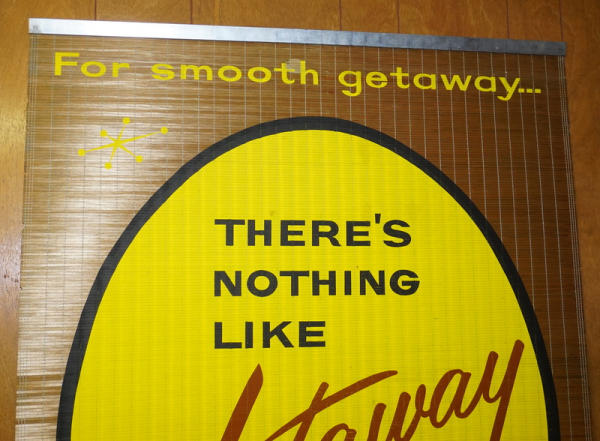 For smooth getaway...
THERE'S
NOTHING
LIKE